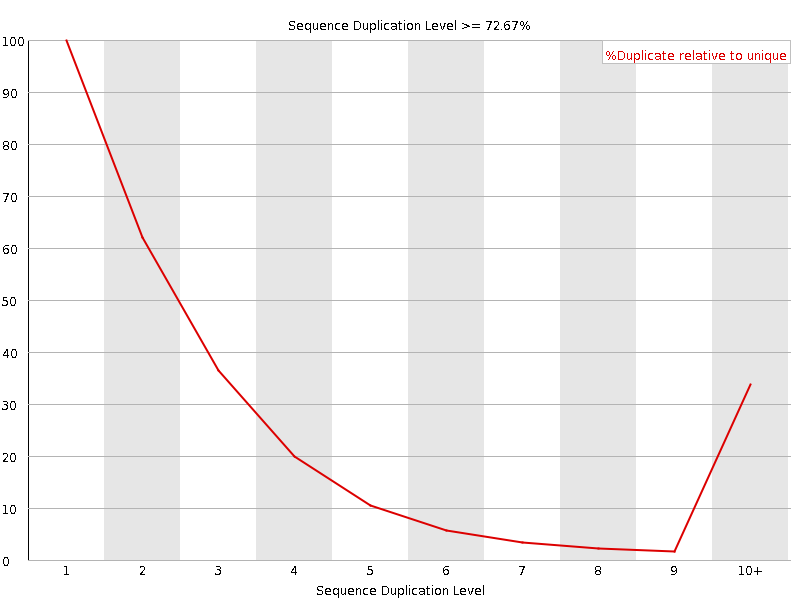 Sequence Duplication Level >= 72.67%
%Duplicate relative to unique
100
90
80
70
60
50
40
30
20
10
0
1 2 3 4 5 6 7 8 9 10+
Sequence Duplication Level